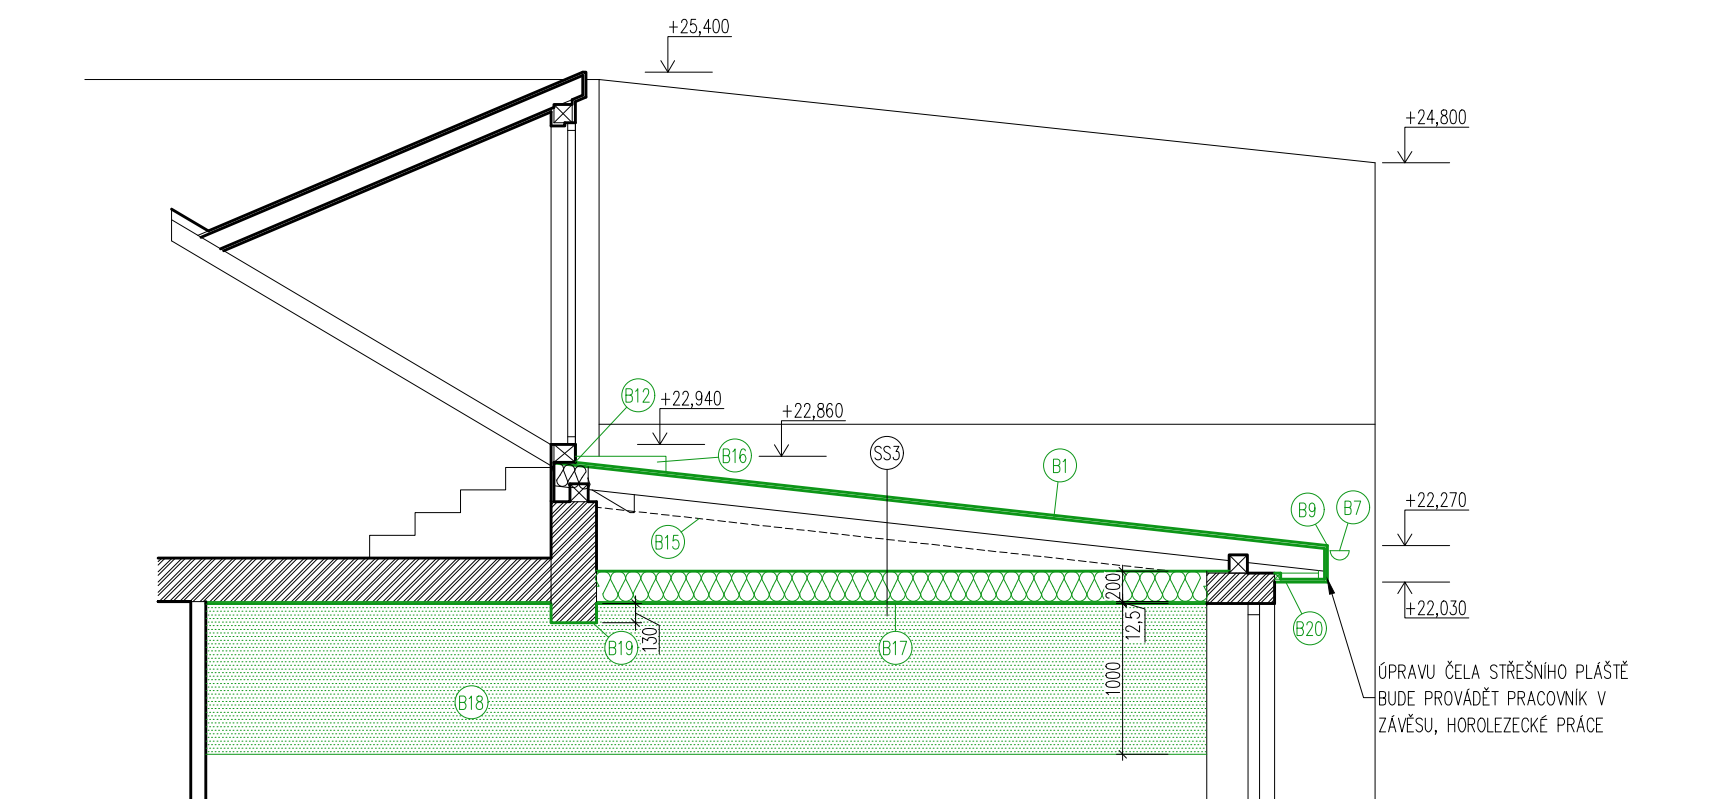 +25,400
+24,800
B12
+22,940
+22,860
B16
SS3
B1
B9
B7
+22,270
B15
200
12,5
+22,030
130
B19
B17
B20
1000
B18
ÚPRAVU ČELA STŘEŠNÍHO PLÁŠTĚ
BUDE PROVÁDĚT PRACOVNÍK V
ZÁVĚSU, HOROLEZECKÉ PRÁCE